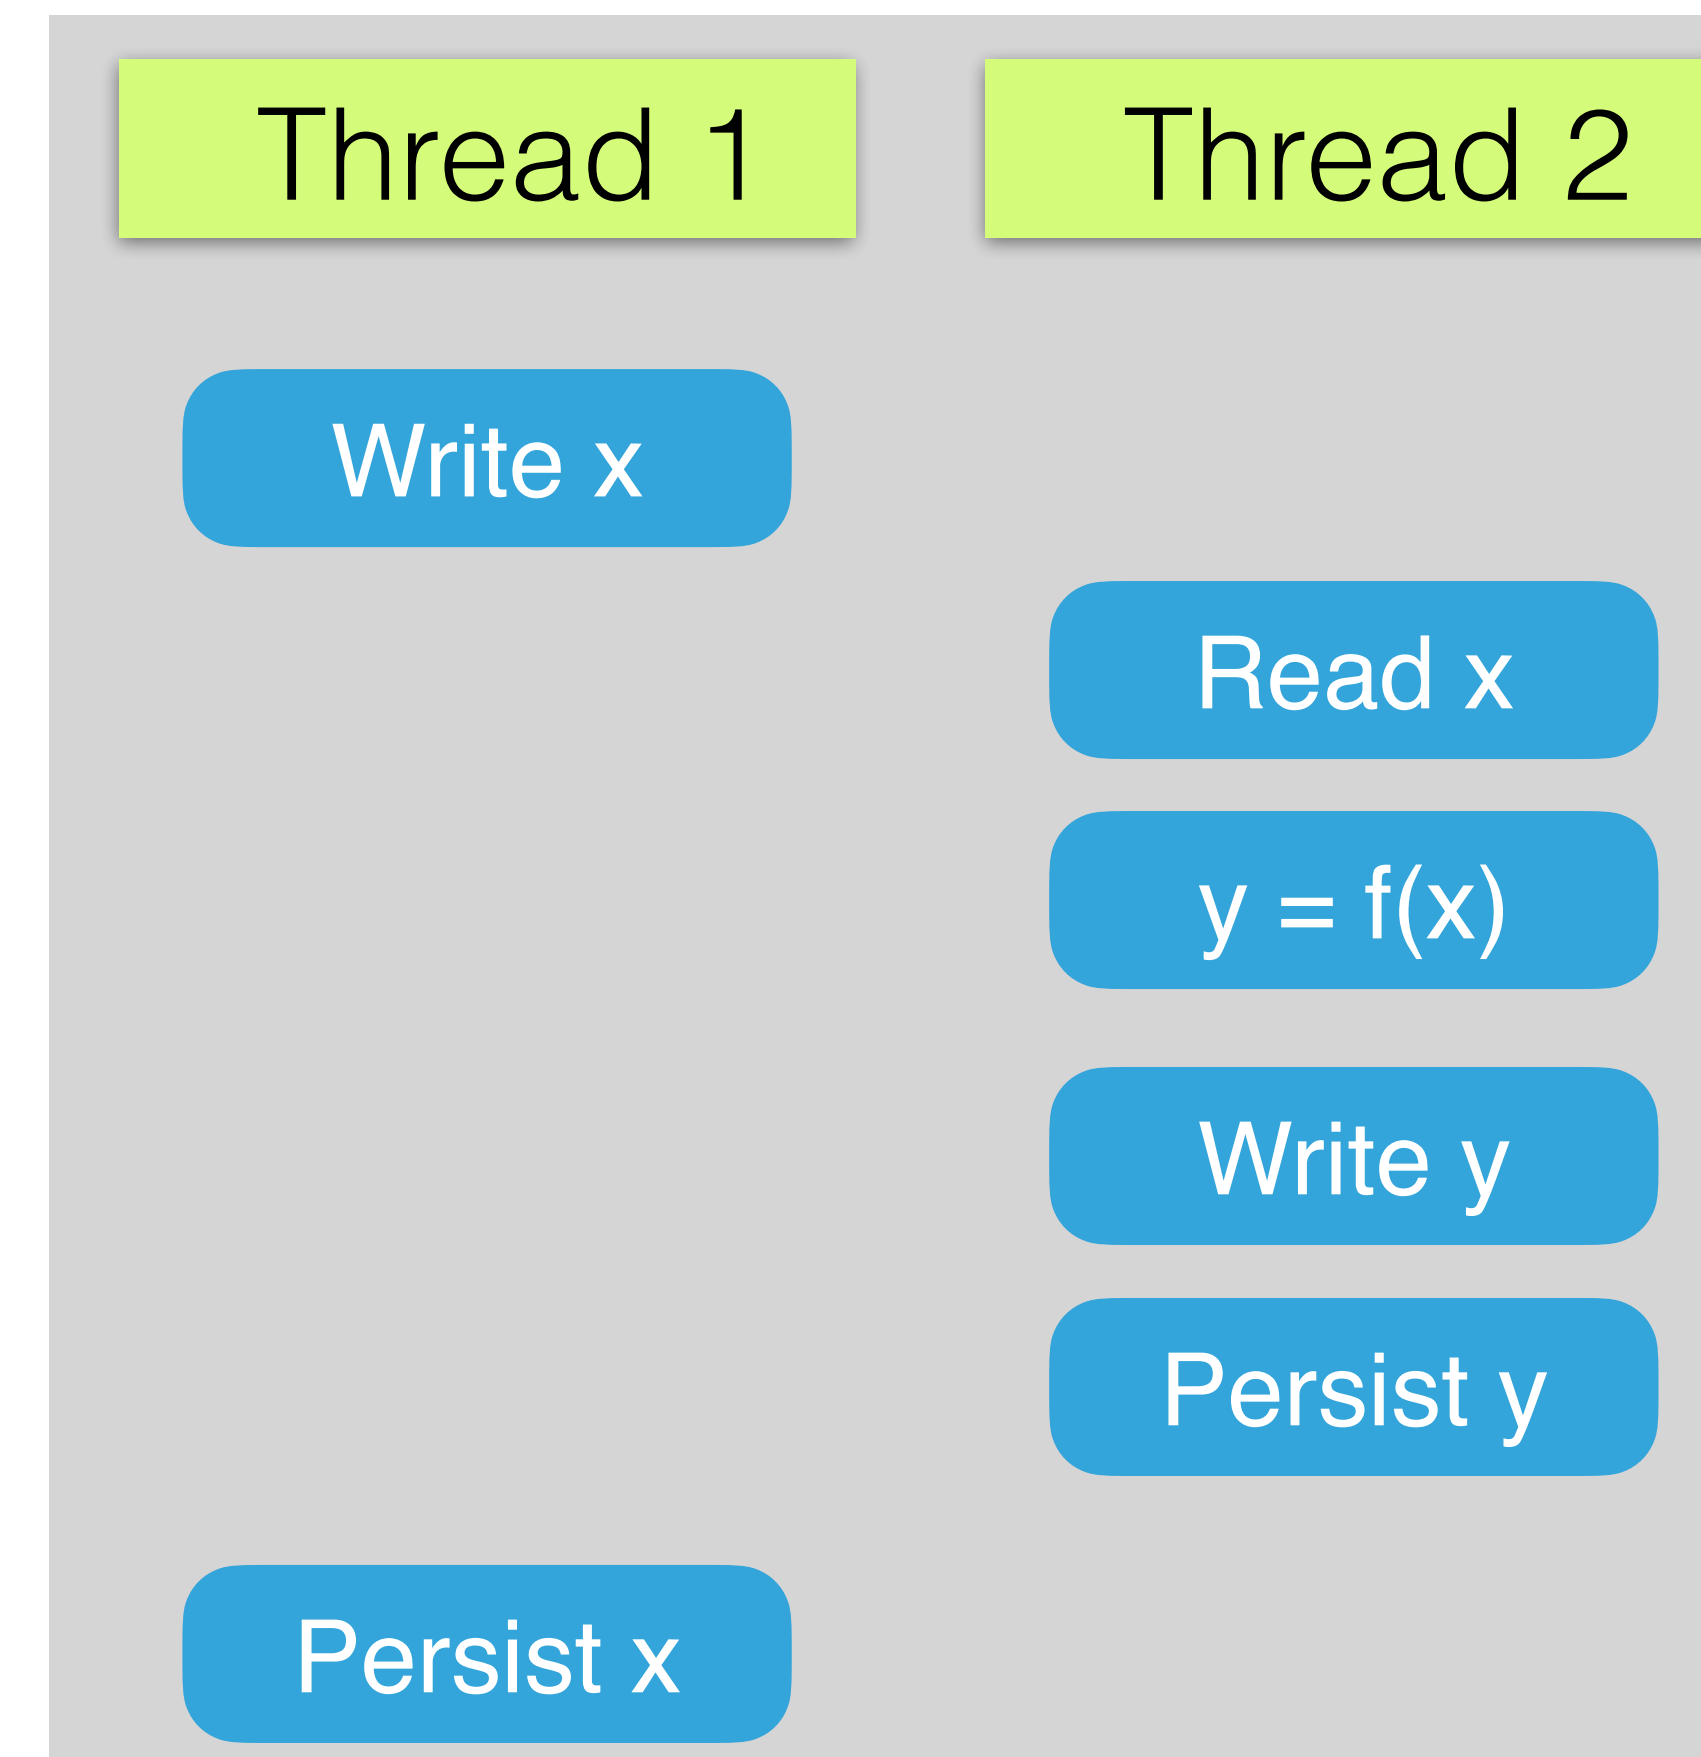 Thread 1
Thread 2
Write x
Read x
y = f(x)
Write y
Persist y
Persist x